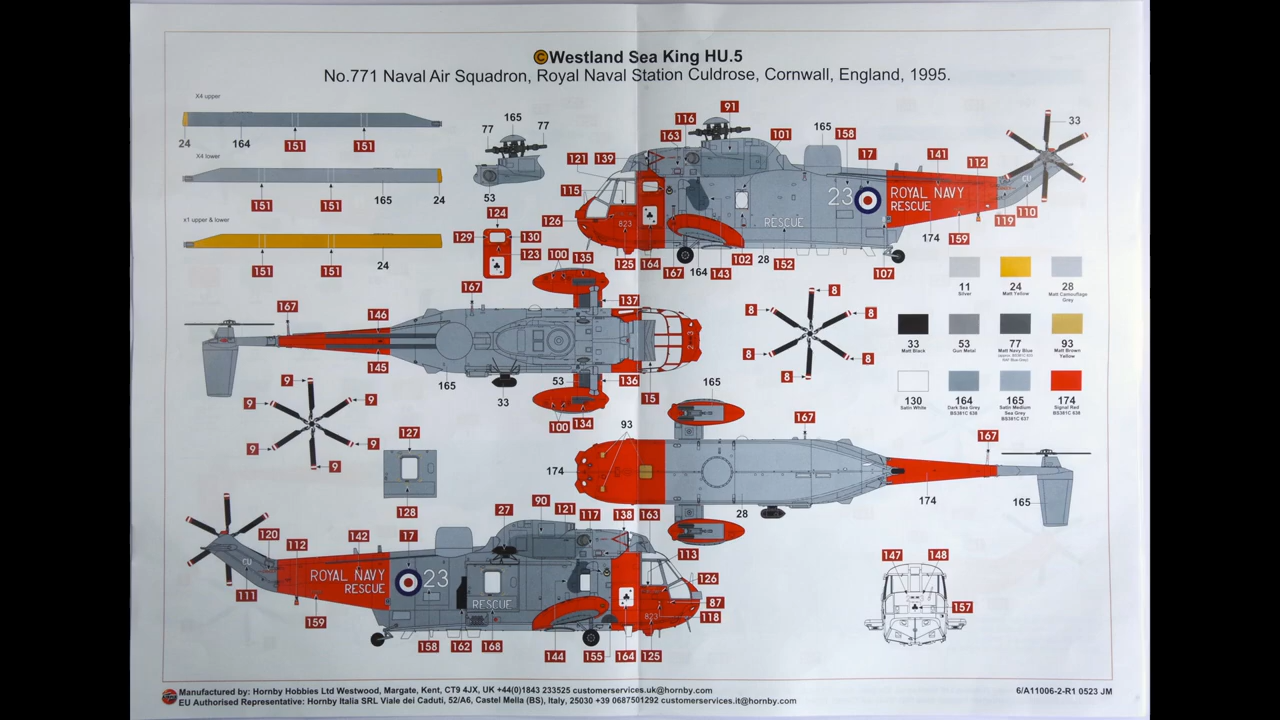 ©Westland Sea King HU.5
No.771 Naval Air Squadron, Royal Naval Station Culdrose, Cornwall, England, 1995.
X4 upper
24 164 151 151
X4 lower
151 151 165 24
x1 upper & lower
151 151 24
165
77 77
53
124
129 130
123
91
116
163
101
165
158
17
141
112
33
121 139
115
126
23
ROYAL NAVY
RESCUE
RESCUE
823
CU
110
119
174
159
125 164 167 164 143 102 28 152 107
100 135
137
167
167
146
145
165
33
53
136
100 134
15
23
8
8
8
8
8
8
11
Silver
24
Matt Yellow
28
Matt Camouflage
Grey
33
Matt Black
53
Gun Metal
77
Matt Navy Blue
93
Matt Brown
Yellow
130
Satin White
164
Dark Sea Grey
BS381C 638
165
Satin Medium
Sea Grey
BS381C 637
174
Signal Red
BS381C 638
9
9
9
9
9
9
127
128
93
165
167
167
174
28
174
165
27
90
121
117
138 163
120
112
142
17
113
126
87
118
CU
111
ROYAL NAVY
RESCUE
23
RESCUE
823
159
158 162 168
144 155 164 125
147 148
157
Manufactured by: Hornby Hobbies Ltd Westwood, Margate, Kent, CT9 4JX, UK +44(0)1843 233525 customerservices.uk@hornby.com
EU Authorised Representative: Hornby Italia SRL Viale dei Caduti, 52/A6, Castel Mella (BS), Italy, 25030 +39 0687501292 customerservices.it@hornby.com
6/A11006-2-R1 0523 JM